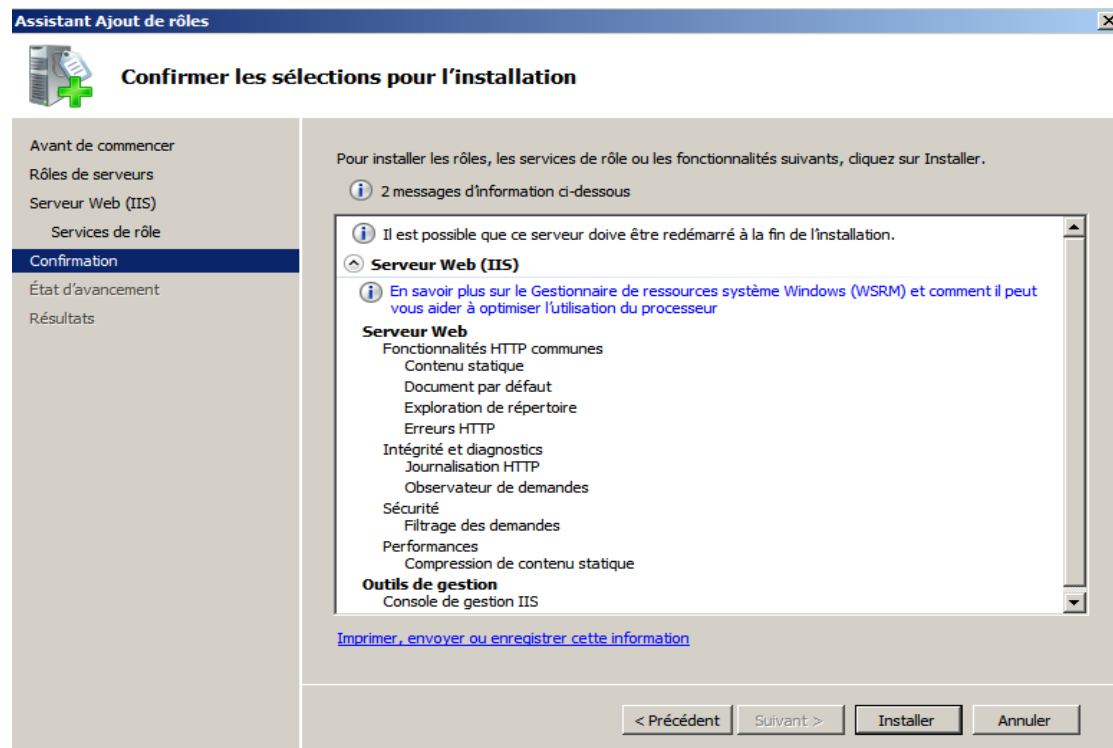 Assistant Ajout de rôles
Confirmer les sélections pour l'installation
Avant de commencer
Rôles de serveurs
Serveur Web (IIS)
Services de rôle
Confirmation
État d'avancement
Résultats
Pour installer les rôles, les services de rôle ou les fonctionnalités suivants, cliquez sur Installer.
2 messages d'information ci-dessous
Il est possible que ce serveur doive être redémarré à la fin de l'installation.
Serveur Web (IIS)
En savoir plus sur le Gestionnaire de ressources système Windows (WSRM) et comment il peut
vous aider à optimiser l'utilisation du processeur
Serveur Web
Fonctionnalités HTTP communes
Contenu statique
Document par défaut
Exploration de répertoire
Erreurs HTTP
Intégrité et diagnostics
Journalisation HTTP
Observateur de demandes
Sécurité
Filtrage des demandes
Performances
Compression de contenu statique
Outils de gestion
Console de gestion IIS
Imprimer, envoyer ou enregistrer cette information
< Précédent
Suivant >
Installer
Annuler